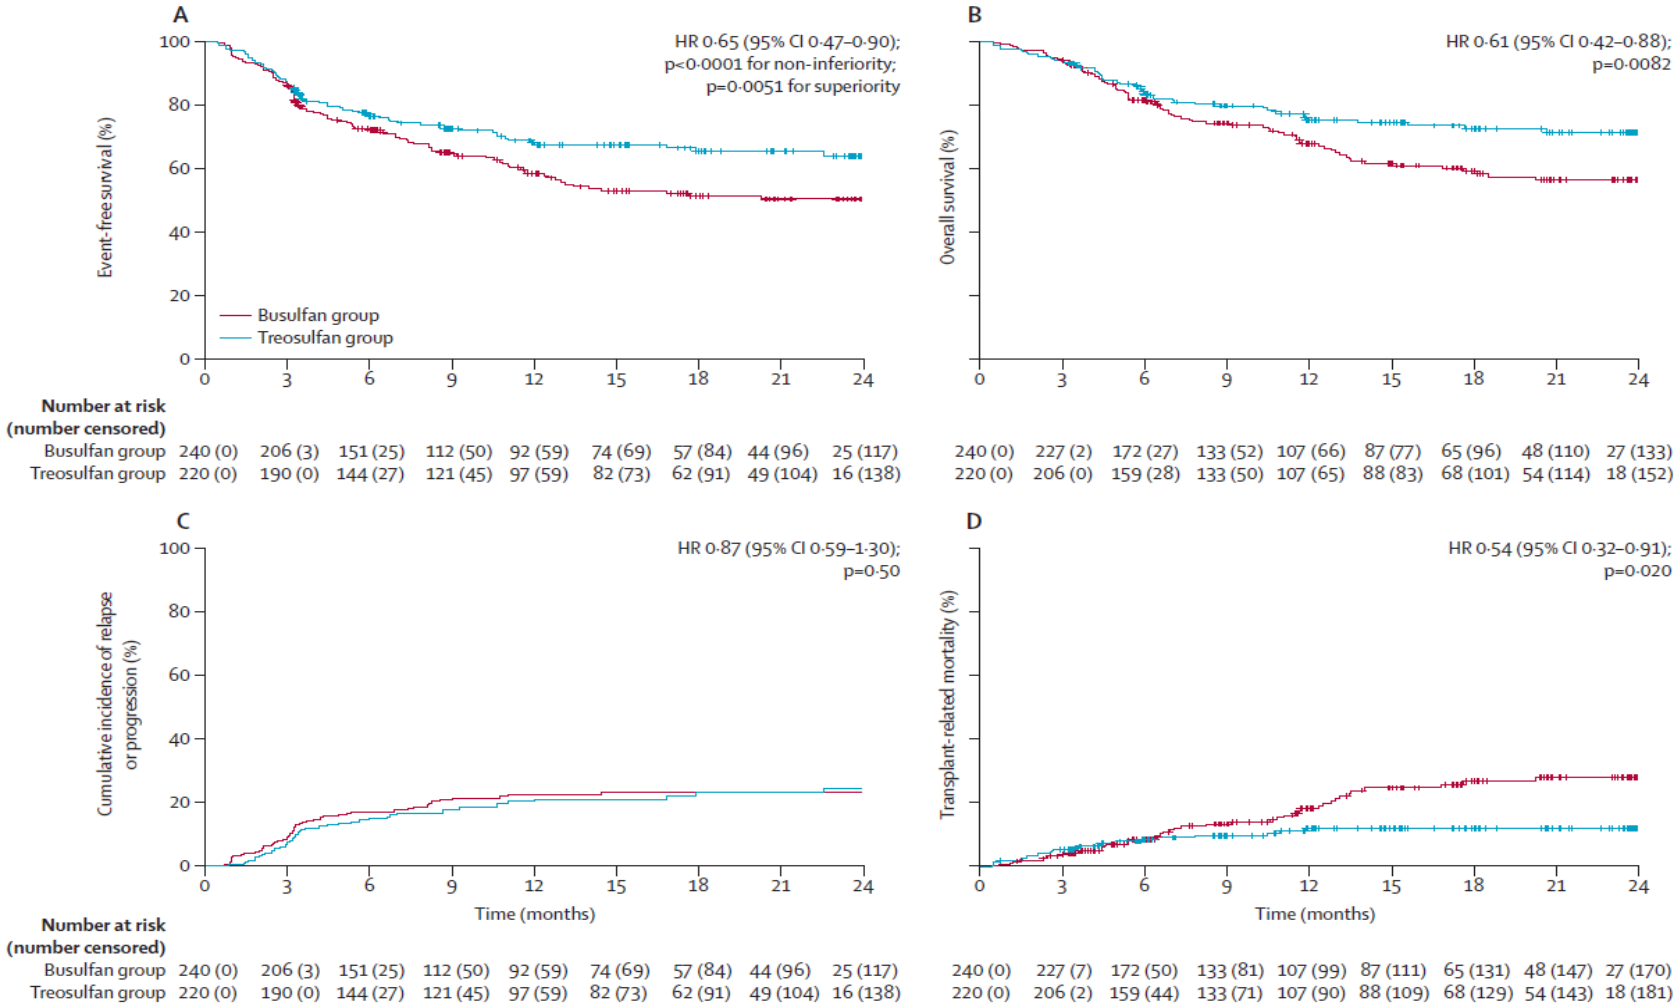 A
HR 0·65 (95% CI 0·47–0·90);
p<0·0001 for non-inferiority;
p=0·0051 for superiority
Event-free survival (%)
100
80
60
40
20
0
Busulfan group
Treosulfan group
0 3 6 9 12 15 18 21 24
Number at risk
(number censored)
Busulfan group 240 (0) 206 (3) 151 (25) 112 (50) 92 (59) 74 (69) 57 (84) 44 (96) 25 (117)
Treosulfan group 220 (0) 190 (0) 144 (27) 121 (45) 97 (59) 82 (73) 62 (91) 49 (104) 16 (138)
B
HR 0·61 (95% CI 0·42–0·88);
p=0·0082
Overall survival (%)
0 3 6 9 12 15 18 21 24
240 (0) 227 (2) 172 (27) 133 (52) 107 (66) 87 (77) 65 (96) 48 (110) 27 (133)
220 (0) 206 (0) 159 (28) 133 (50) 107 (65) 88 (83) 68 (101) 54 (114) 18 (152)
C
HR 0·87 (95% CI 0·59–1·30);
p=0·50
Cumulative incidence of relapse
or progression (%)
100
80
60
40
20
0
0 3 6 9 12 15 18 21 24
Time (months)
Number at risk
(number censored)
Busulfan group 240 (0) 206 (3) 151 (25) 112 (50) 92 (59) 74 (69) 57 (84) 44 (96) 25 (117)
Treosulfan group 220 (0) 190 (0) 144 (27) 121 (45) 97 (59) 82 (73) 62 (91) 49 (104) 16 (138)
D
HR 0·54 (95% CI 0·32–0·91);
p=0·020
Transplant-related mortality (%)
0 3 6 9 12 15 18 21 24
Time (months)
240 (0) 227 (7) 172 (50) 133 (81) 107 (99) 87 (111) 65 (131) 48 (147) 27 (170)
220 (0) 206 (2) 159 (44) 133 (71) 107 (90) 88 (109) 68 (129) 54 (143) 18 (181)